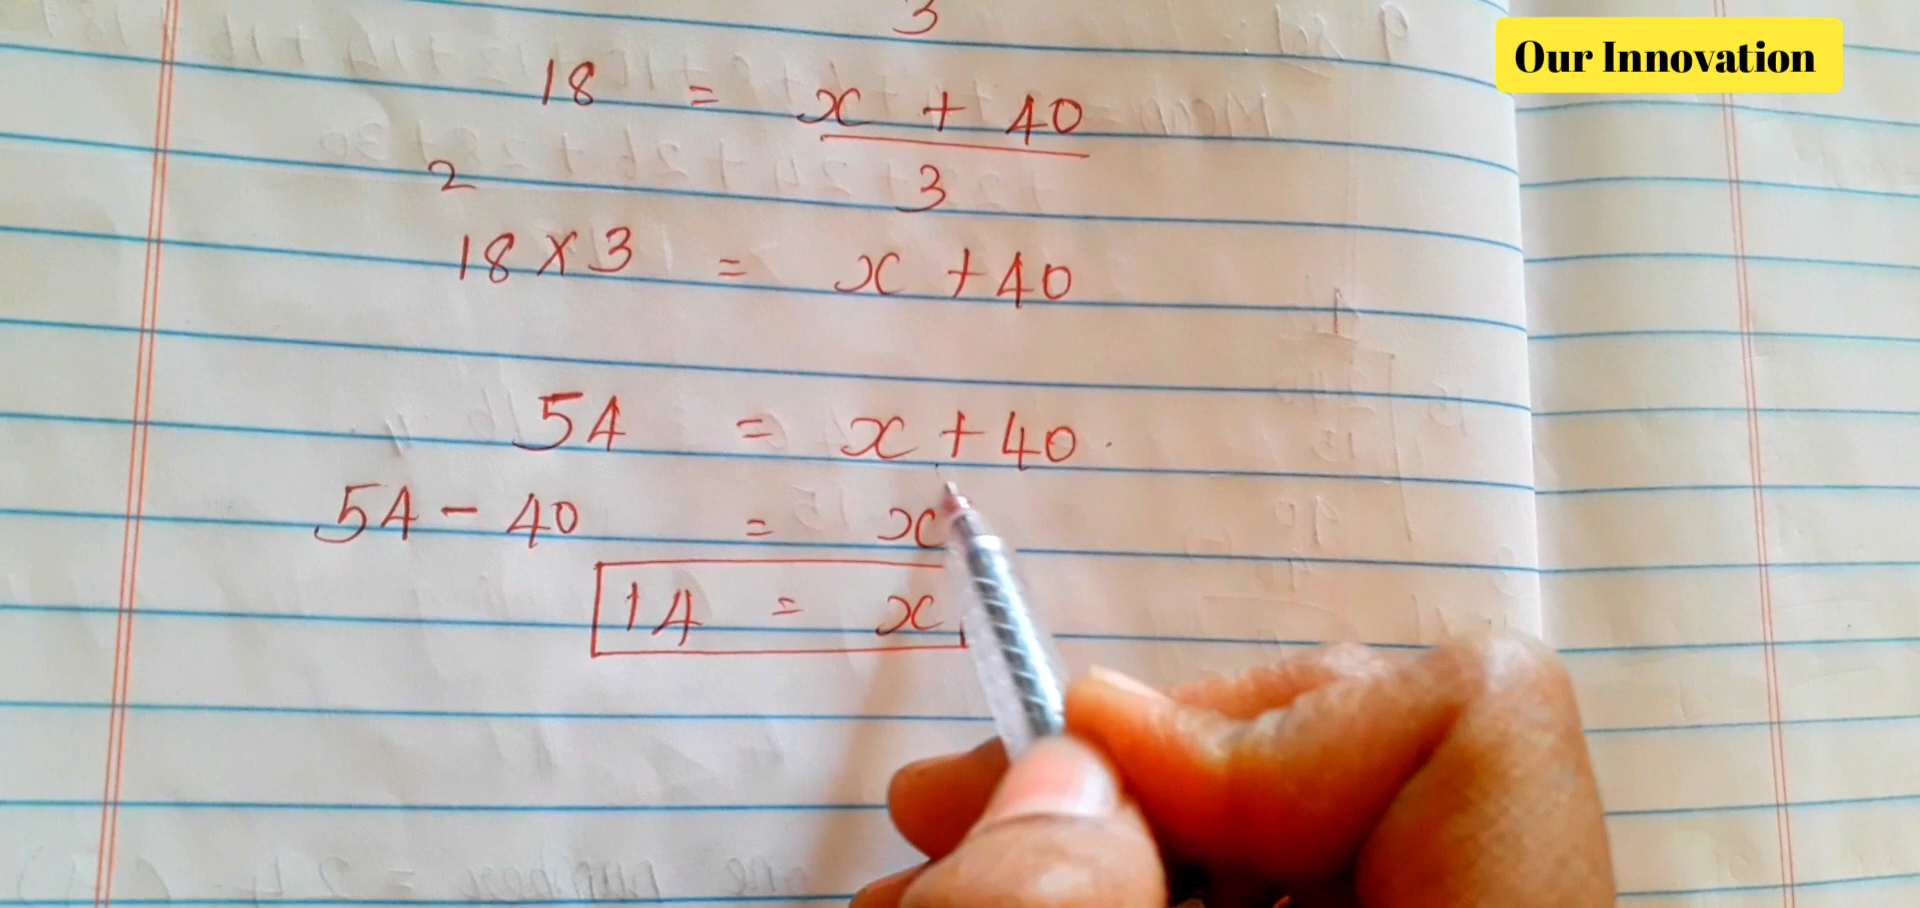 3
Our Innovation
18 = x + 40
2
3
18 × 3 = x + 40
54 = x + 40
54 - 40 = x
14 = x